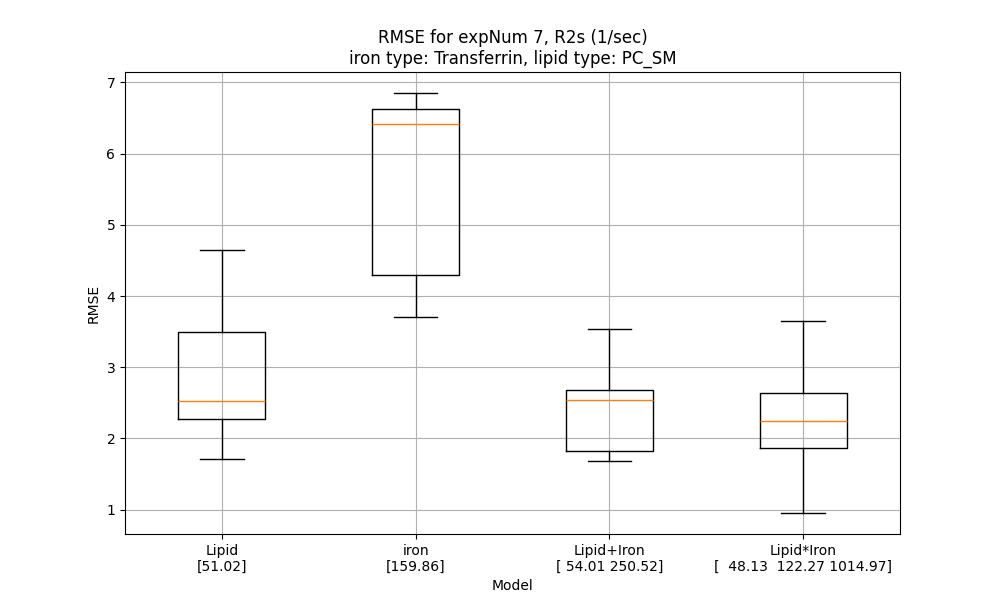 RMSE for expNum 7, R2s (1/sec)
iron type: Transferrin, lipid type: PC_SM
7
6
5
4
3
2
1
RMSE
Lipid
[51.02]
iron
[159.86]
Lipid+Iron
[ 54.01 250.52]
Lipid*Iron
[  48.13  122.27 1014.97]
Model